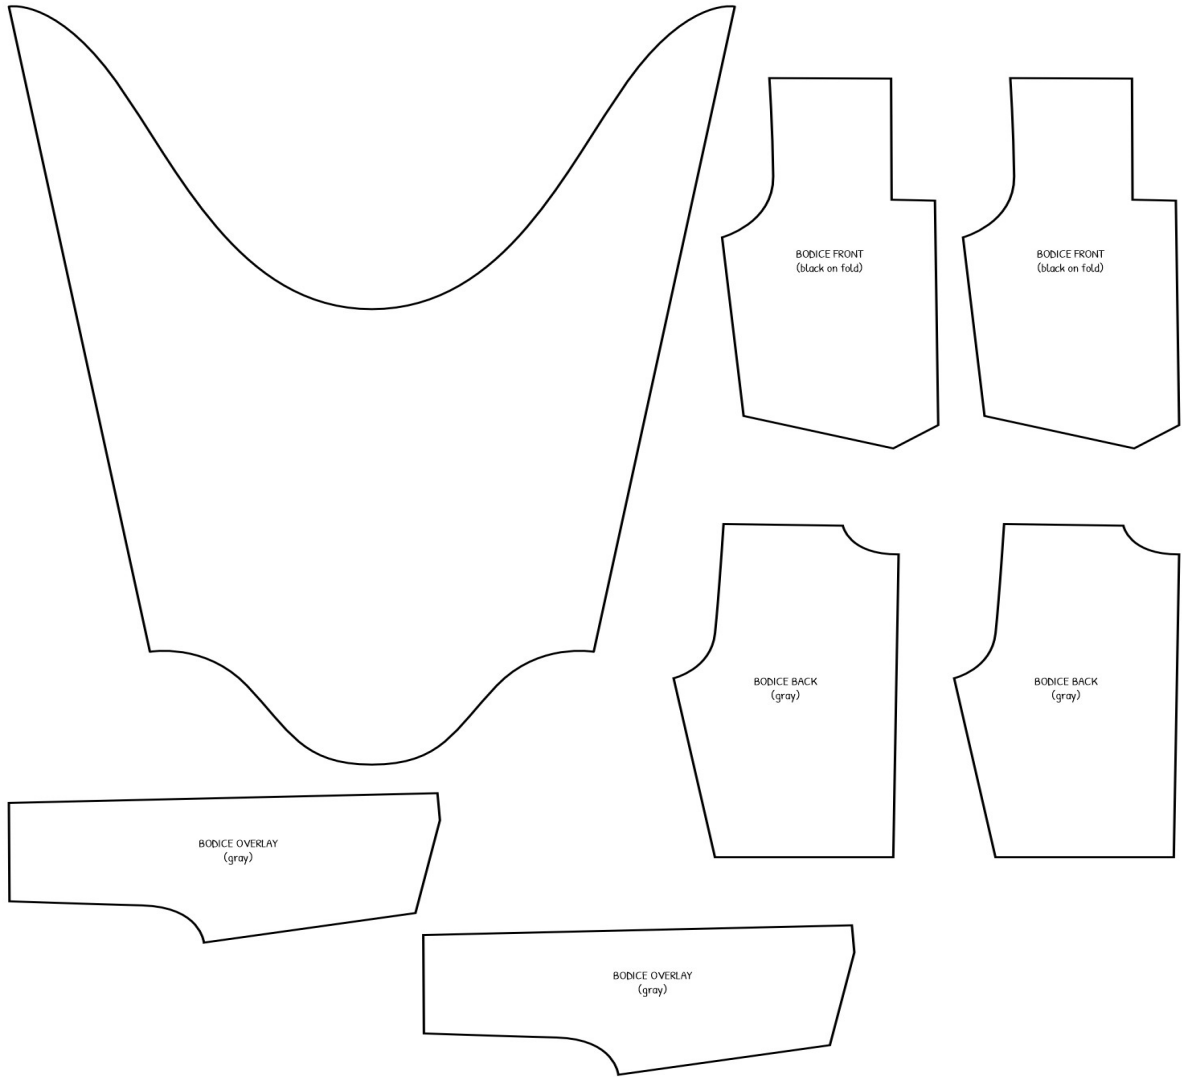 BODICE FRONT
(black on fold)
BODICE FRONT
(black on fold)
BODICE BACK
(gray)
BODICE BACK
(gray)
BODICE OVERLAY
(gray)
BODICE OVERLAY
(gray)